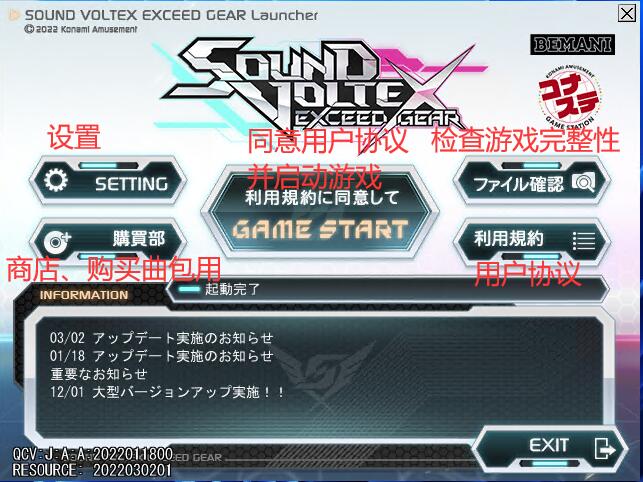 SOUND VOLTEX EXCEED GEAR Launcher
©2022 Konami Amusement
BEMANI
SOUND
VOLTEX
EXCEED GEAR
KONAMI AMUSEMENT
コナステ
GAME STATION
设置
同意用户协议
并启动游戏
检查游戏完整性
SETTING
利用規約に同意して
GAME START
ファイル確認
購買部
利用規約
商店、购买曲包用
用户协议
INFORMATION
起動完了
03/02 アップデート実施のお知らせ
01/18 アップデート実施のお知らせ
重要なお知らせ
12/01 大型バージョンアップ実施！！
EXIT
QCV:J:A:A:2022011800
RESOURCE: 2022030201
EXCEED GEAR